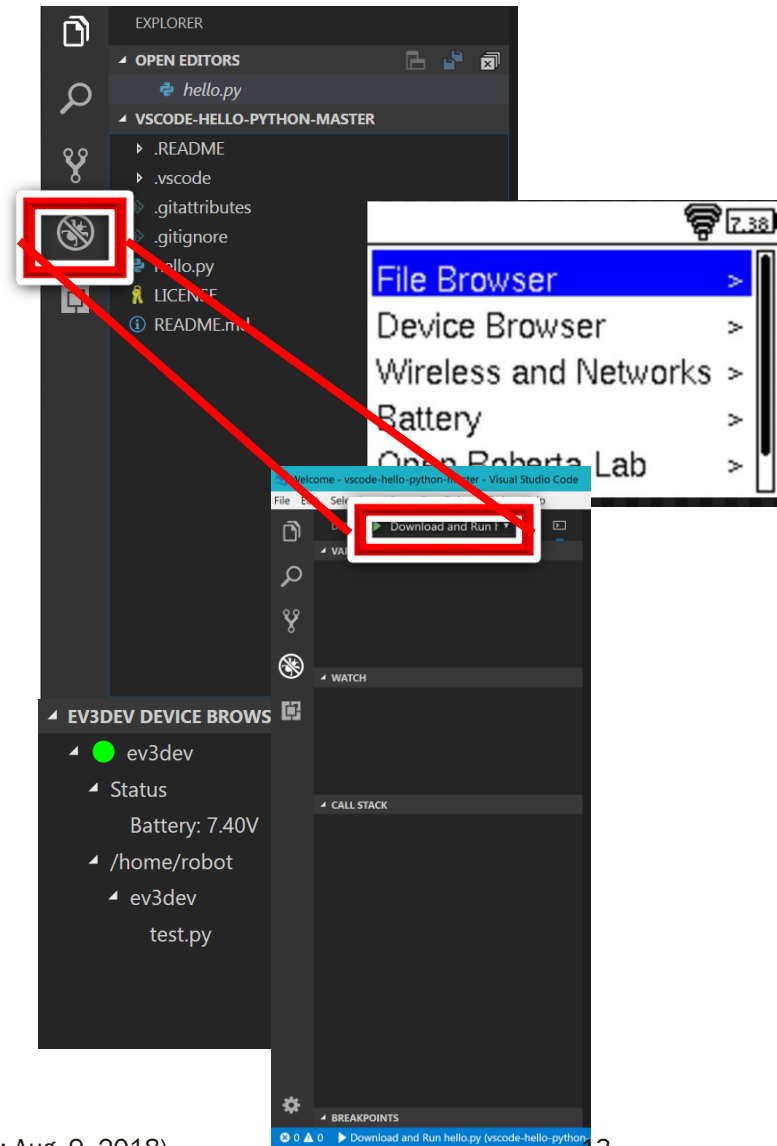 EXPLORER
OPEN EDITORS
hello.py
VSCODE-HELLO-PYTHON-MASTER
.README
.vscode
.gitattributes
.gitignore
hello.py
LICENSE
README.md
7.38
File Browser >
Device Browser >
Wireless and Networks >
Battery >
Open Roberta Lab >
Welcome - vscode-hello-python-master - Visual Studio Code
File
Download and Run
WATCH
CALL STACK
BREAKPOINTS
0 0 Download and Run hello.py (vscode-hello-python-
EV3DEV DEVICE BROWS
ev3dev
Status
Battery: 7.40V
/home/robot
ev3dev
test.py
: Aug. 9, 2018)
13